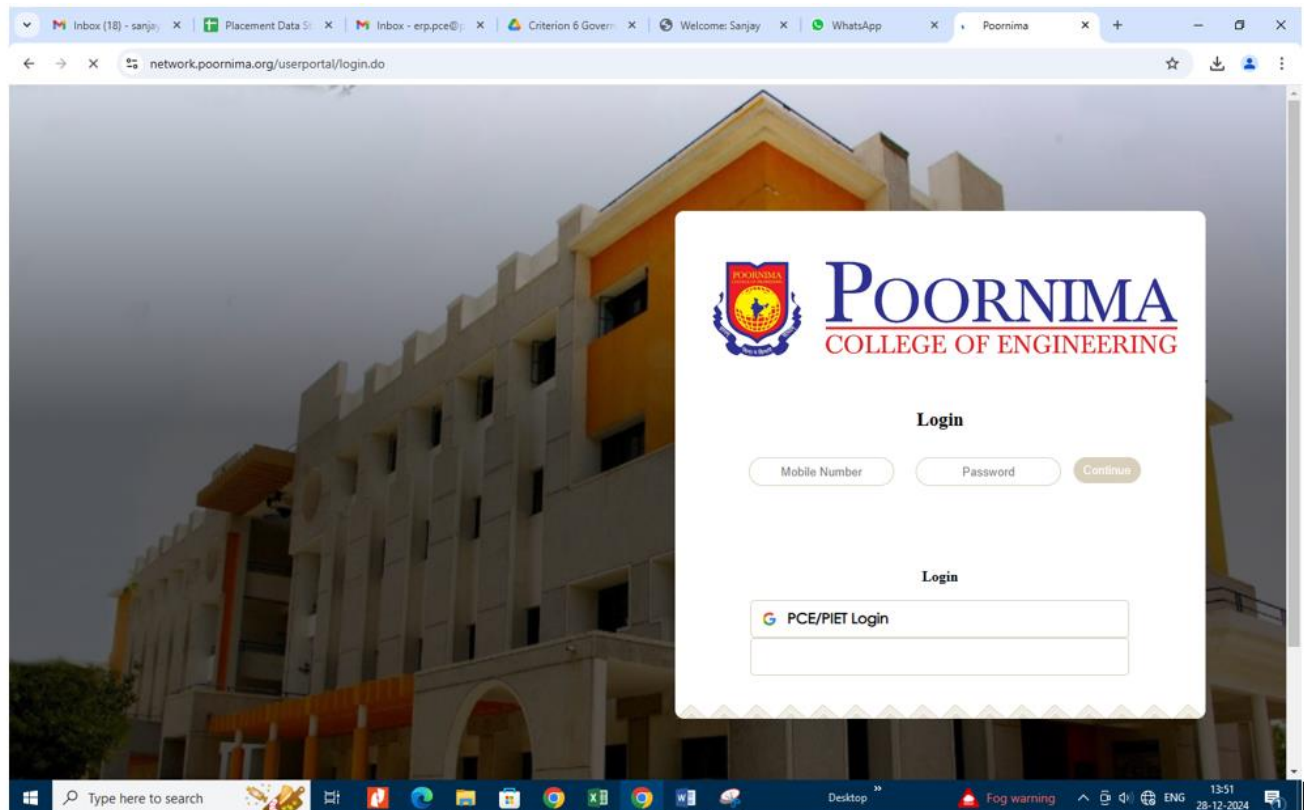 Inbox (18) - sanjay
Placement Data St
Inbox - erp.pce@p
Criterion 6 Govern
Welcome: Sanjay
WhatsApp
Poornima
network.poornima.org/userportal/login.do
POORNIMA
POORNIMA
COLLEGE OF ENGINEERING
Login
Mobile Number
Password
Continue
Login
PCE/PIET Login
Type here to search
Desktop
Fog warning
ENG
13:51
28-12-2024